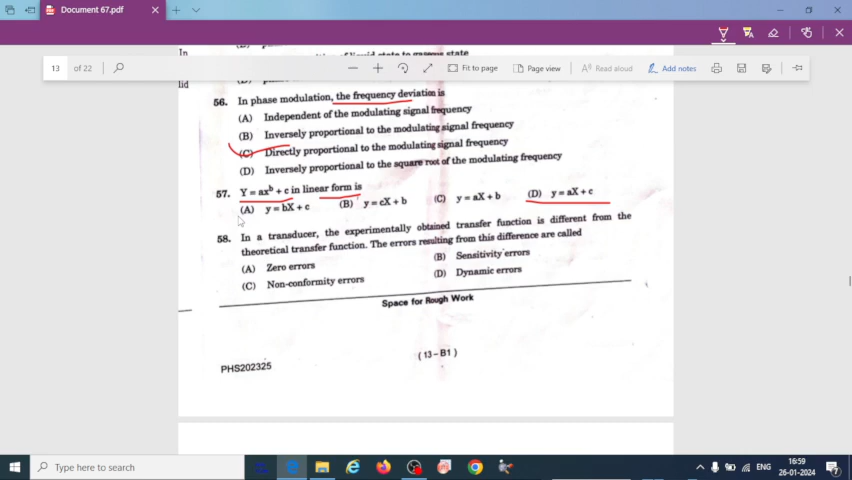 Document 67.pdf
13 of 22
Fit to page
Page view
Read aloud
Add notes
In
lid
56. In phase modulation, the frequency deviation is
(A) Independent of the modulating signal frequency
(B) Inversely proportional to the modulating signal frequency
(C) Directly proportional to the modulating signal frequency
(D) Inversely proportional to the square root of the modulating frequency
57. Y = axᵇ + c in linear form is
(A) y = bX + c (B) y = cX + b (C) y = aX + b (D) y = aX + c
58. In a transducer, the experimentally obtained transfer function is different from the
theoretical transfer function. The errors resulting from this difference are called
(A) Zero errors (B) Sensitivity errors
(C) Non-conformity errors (D) Dynamic errors
Space for Rough Work
( 13 – B1 )
PHS202325
Type here to search
ENG
16:59
26-01-2024